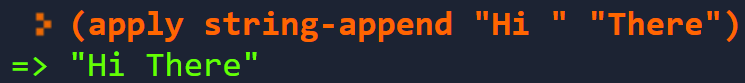 (apply string-append "Hi " "There")
=> "Hi There"